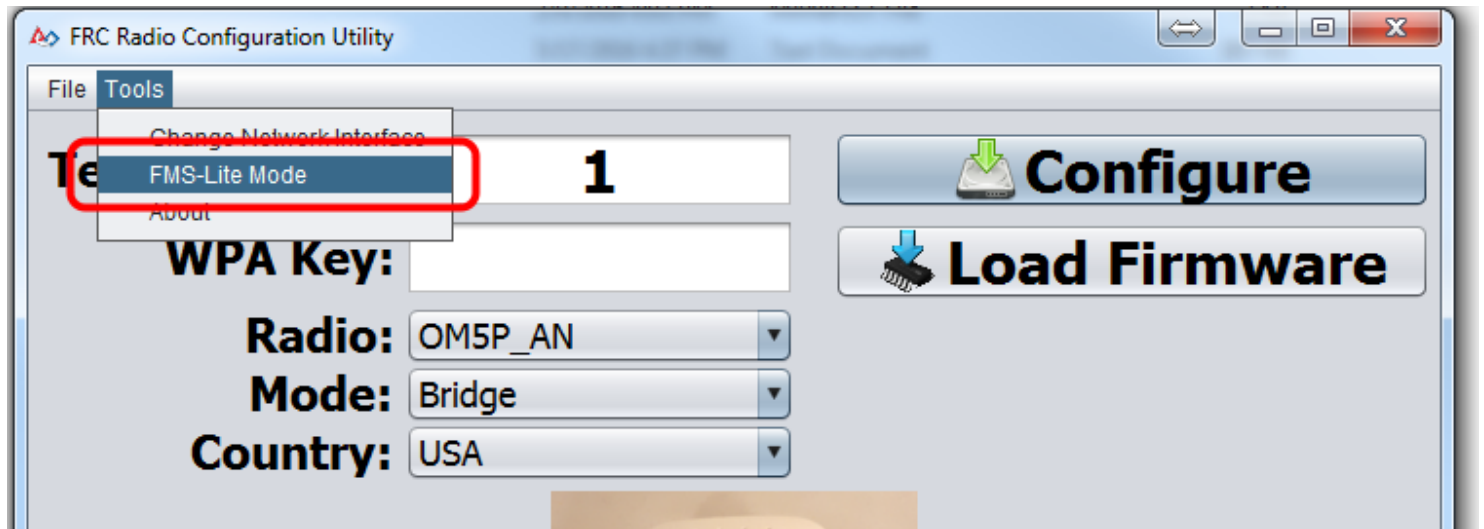 FRC Radio Configuration Utility
File Tools
Change Network Interface
FMS-Lite Mode
About
Te
1
Configure
WPA Key:
Load Firmware
Radio: OM5P_AN
Mode: Bridge
Country: USA